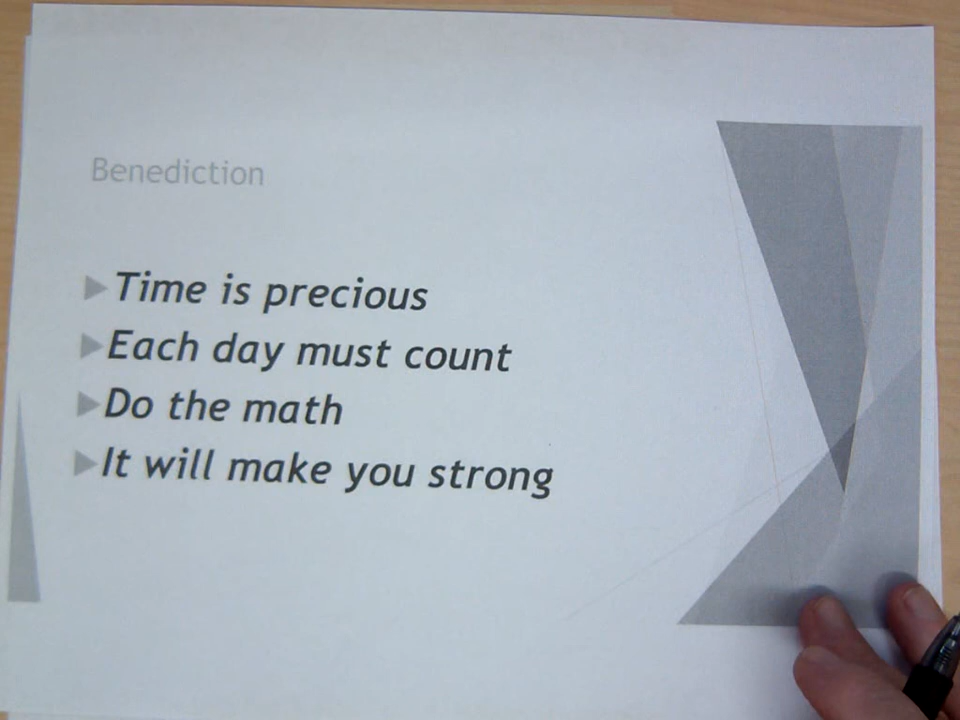 Benediction
Time is precious
Each day must count
Do the math
It will make you strong